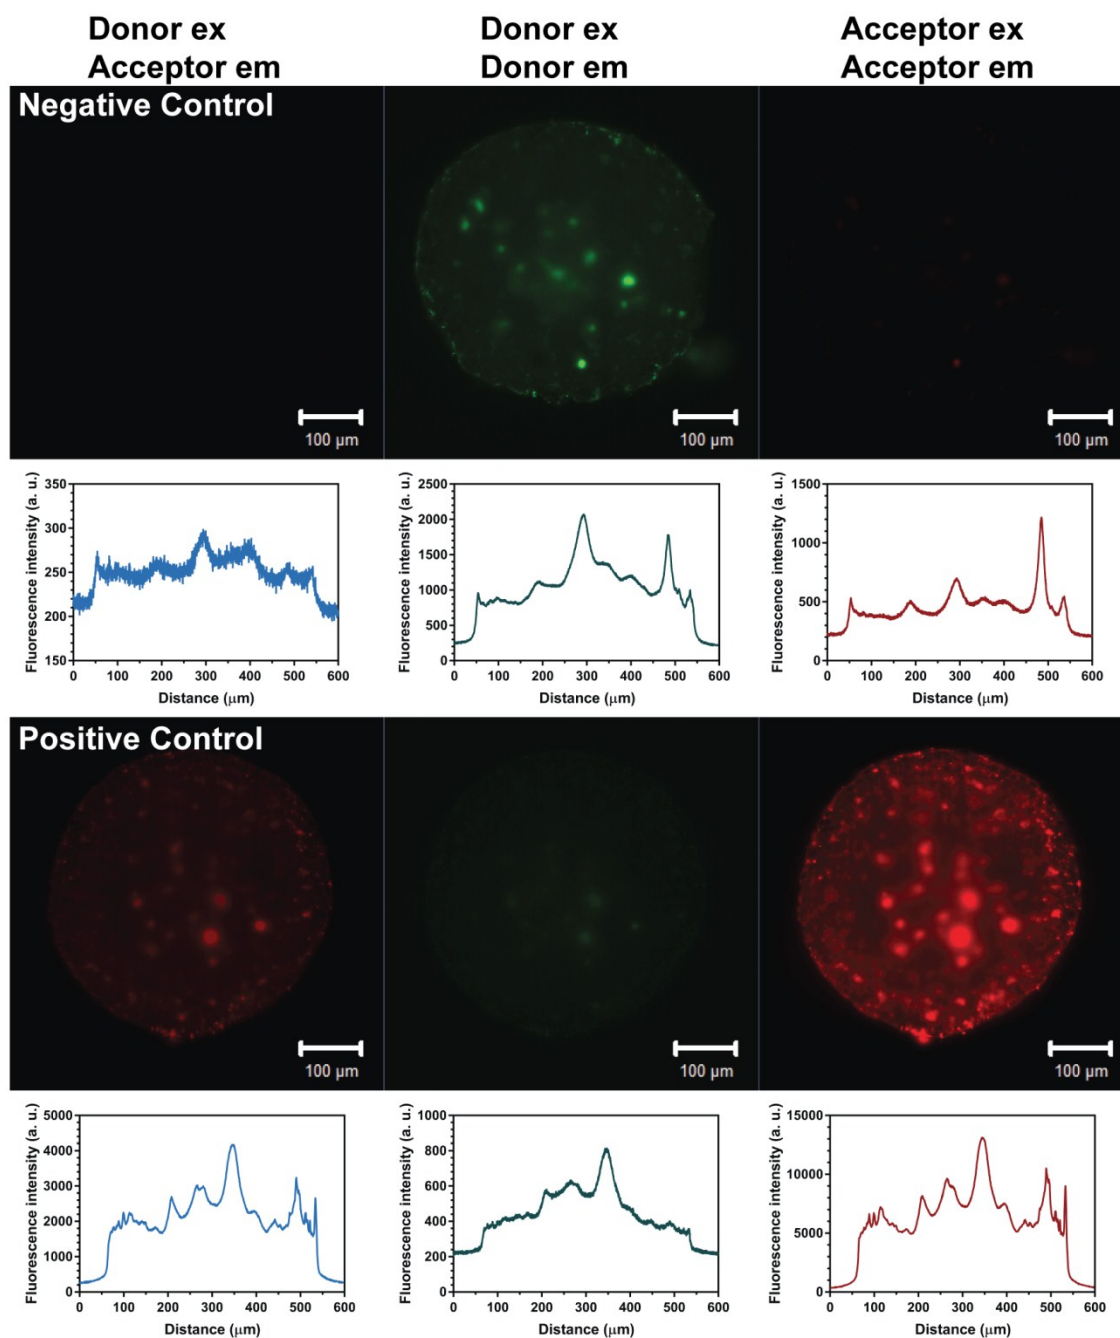 Donor ex
Acceptor em
Donor ex
Donor em
Acceptor ex
Acceptor em
Negative Control
100 µm
100 µm
100 µm
Fluorescence intensity (a. u.)
350
300
250
200
150
0 100 200 300 400 500 600
Distance (µm)
Fluorescence intensity (a. u.)
2500
2000
1500
1000
500
0
0 100 200 300 400 500 600
Distance (µm)
Fluorescence intensity (a. u.)
1500
1000
500
0
0 100 200 300 400 500 600
Distance (µm)
Positive Control
100 µm
100 µm
100 µm
Fluorescence intensity (a. u.)
5000
4000
3000
2000
1000
0
0 100 200 300 400 500 600
Distance (µm)
Fluorescence intensity (a. u.)
1000
800
600
400
200
0
0 100 200 300 400 500 600
Distance (µm)
Fluorescence intensity (a. u.)
15000
10000
5000
0
0 100 200 300 400 500 600
Distance (µm)